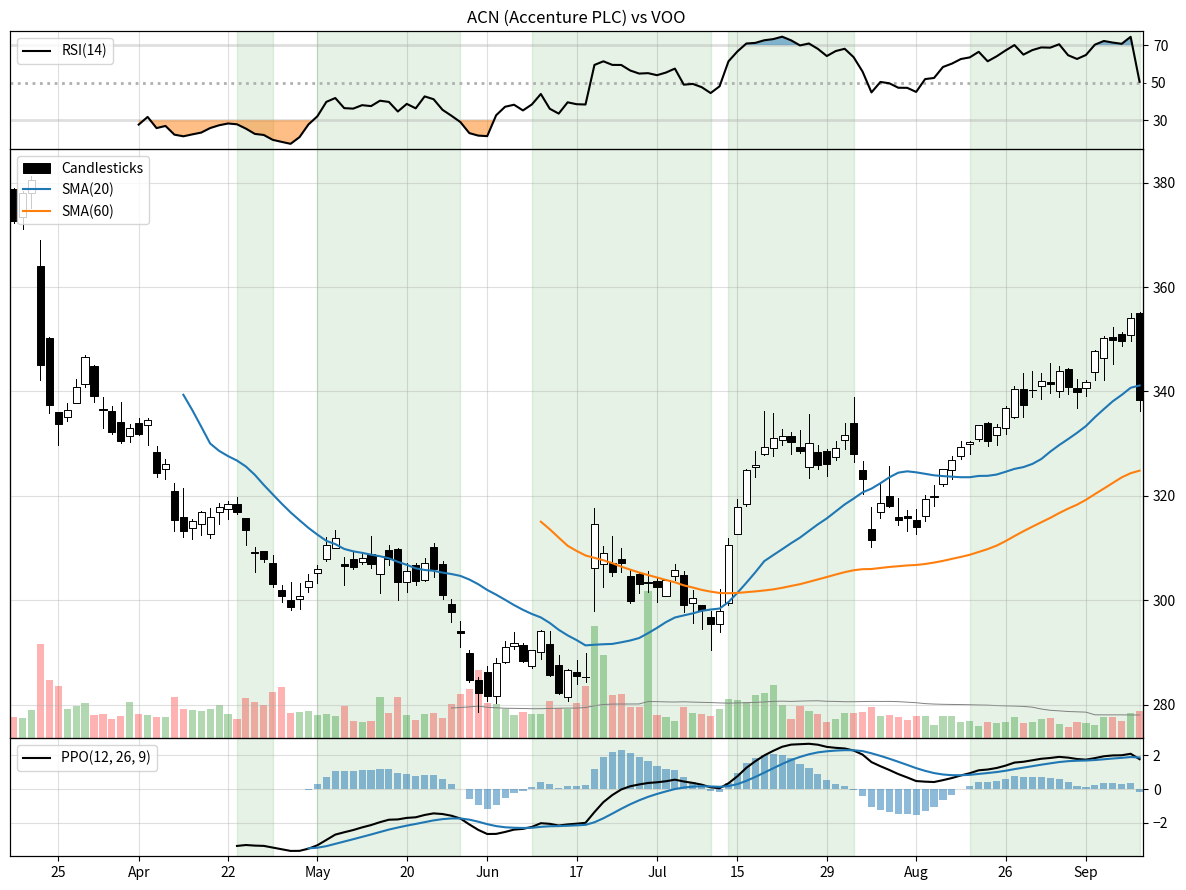 ACN (Accenture PLC) vs VOO
RSI(14)
70
50
30
Candlesticks
SMA(20)
SMA(60)
380
360
340
320
300
280
PPO(12, 26, 9)
2
0
−2
25 Apr 22 May 20 Jun 17 Jul 15 29 Aug 26 Sep